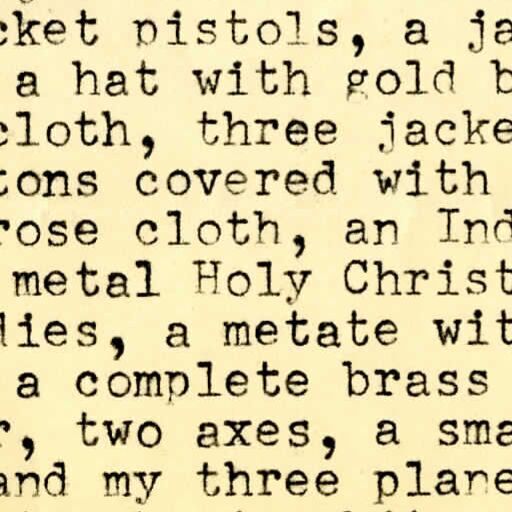 cket pistols, a ja
a hat with gold b
cloth, three jacke
tons covered with
rose cloth, an Ind
metal Holy Christ
dies, a metate wit
a complete brass
r, two axes, a sma
and my three plane